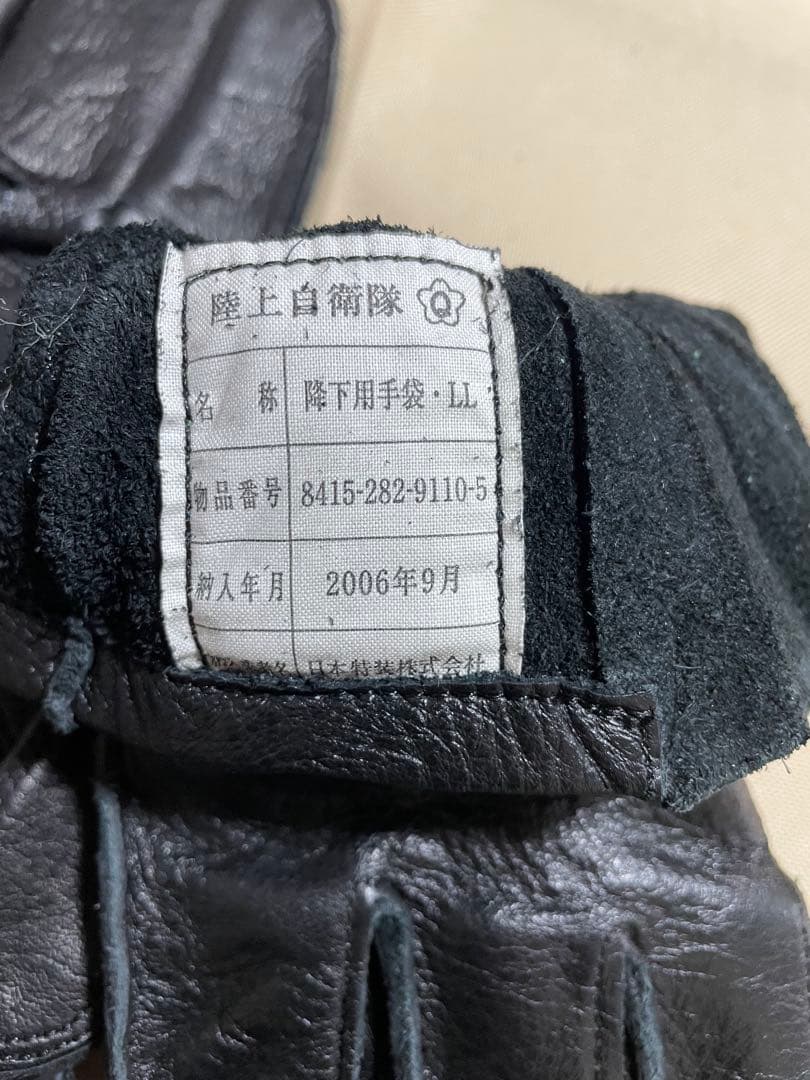 陸上自衛隊 Q
名 称 降下用手袋・LL
物品番号 8415-282-9110-5
納入年月 2006年9月
日本特装株式会社